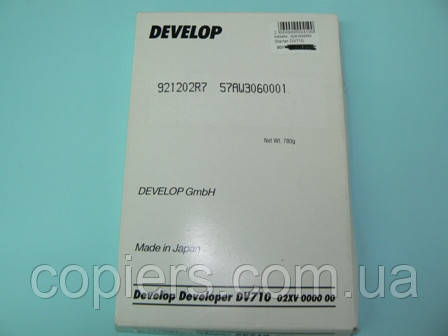 DEVELOP
921202R7 57AW3060001
Net Wt. 780g
DEVELOP GmbH
Made in Japan
Develop Developer DV710 02XV 0000 00
copiers.com.ua